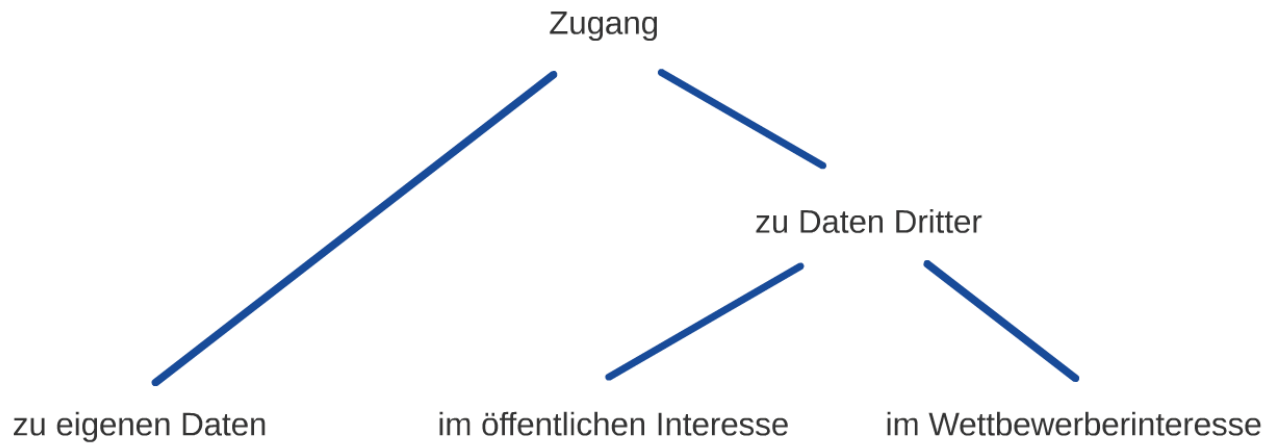 Zugang
zu Daten Dritter
zu eigenen Daten
im öffentlichen Interesse
im Wettbewerberinteresse